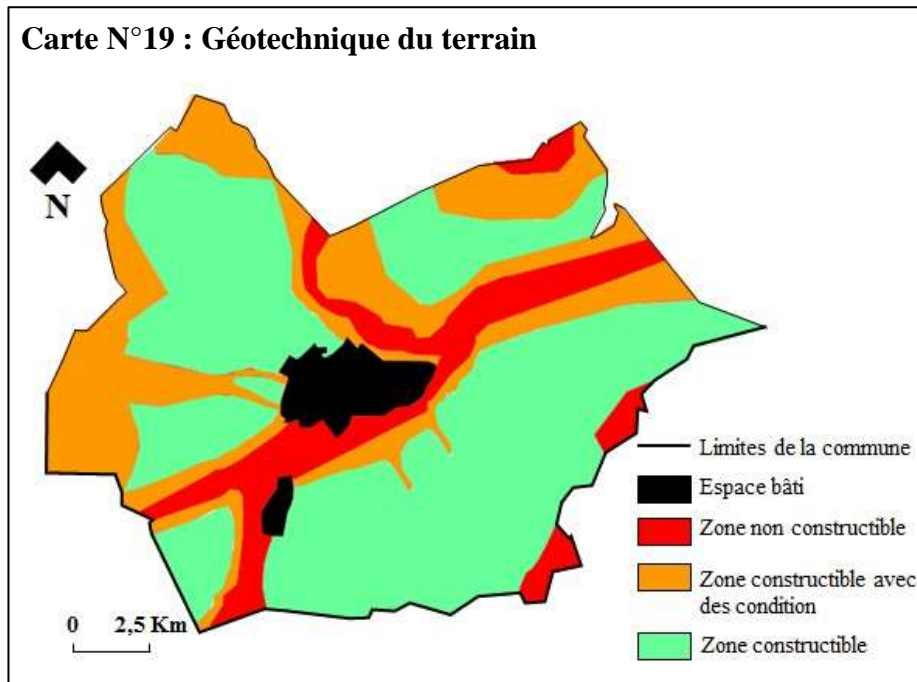 Carte N°19 : Géotechnique du terrain
N
Limites de la commune
Espace bâti
Zone non constructible
Zone constructible avec
des condition
Zone constructible
0 2,5 Km